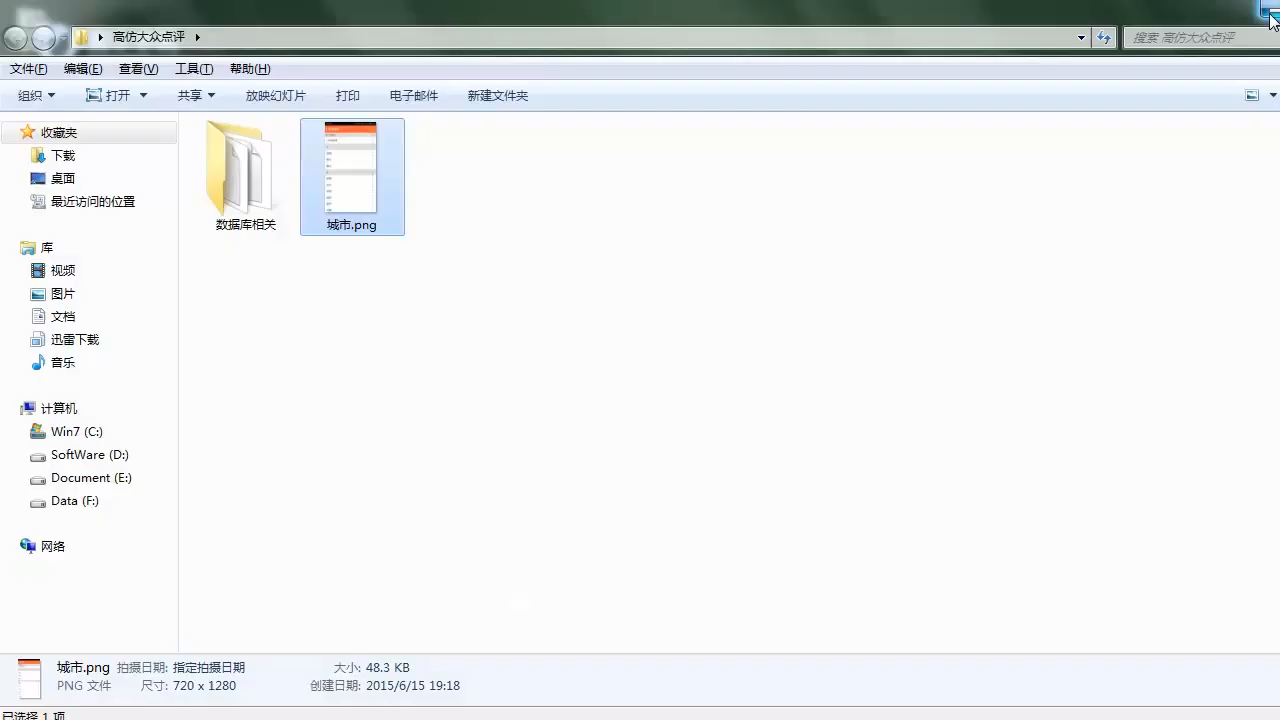 高仿大众点评
搜索 高仿大众点评
文件(F) 编辑(E) 查看(V) 工具(T) 帮助(H)
组织 打开 共享 放映幻灯片 打印 电子邮件 新建文件夹
收藏夹
下载
桌面
最近访问的位置
库
视频
图片
文档
迅雷下载
音乐
计算机
Win7 (C:)
SoftWare (D:)
Document (E:)
Data (F:)
网络
数据库相关
城市.png
城市.png 拍摄日期: 指定拍摄日期 大小: 48.3 KB
PNG 文件 尺寸: 720 x 1280 创建日期: 2015/6/15 19:18
已选择 1 项